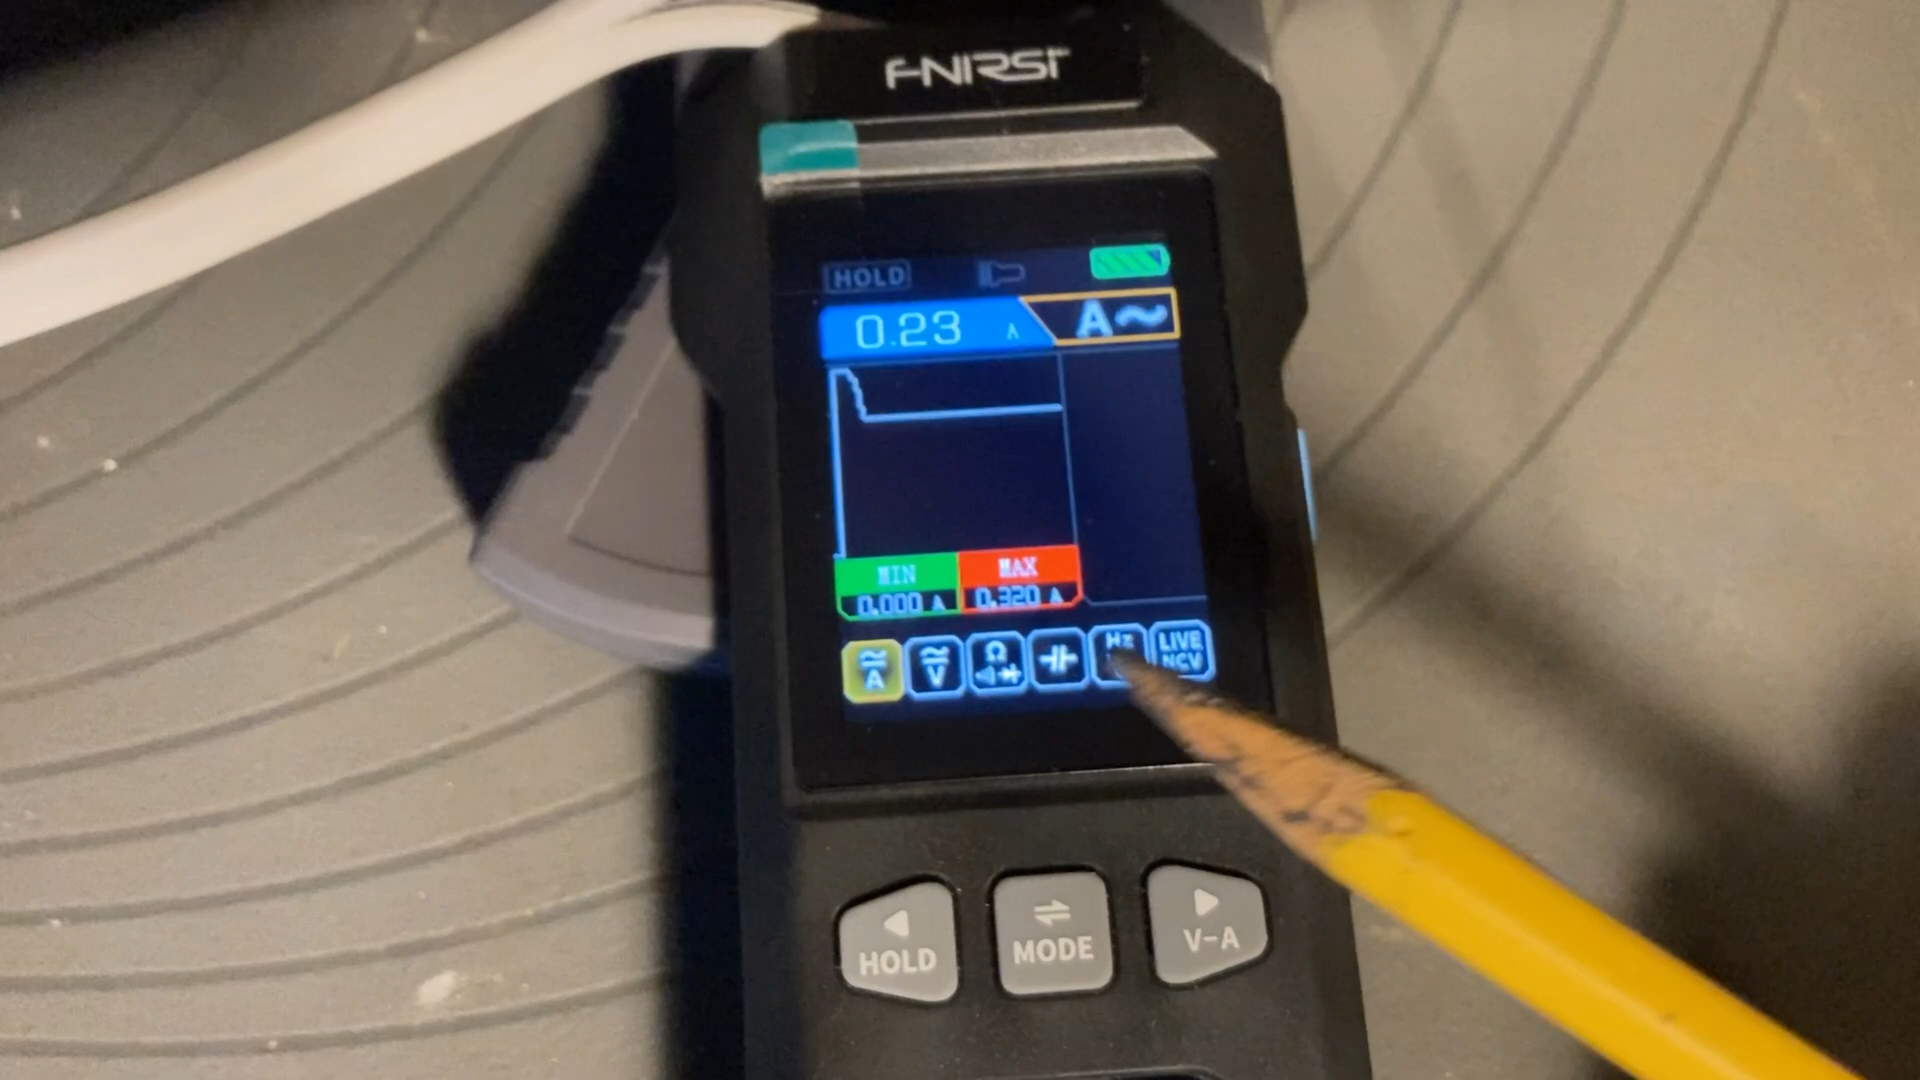 FNIRSI
HOLD
0.23 A A~
MIN MAX
0.000 A 0.320 A
A V Ω Hz LIVE NCV
HOLD MODE V-A